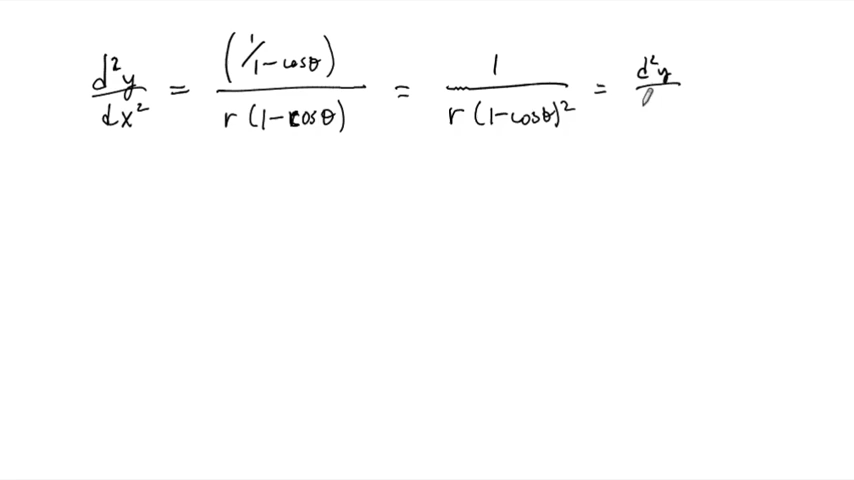 d²y/dx² = (1/1-cosθ)/r(1-cosθ) = 1/r(1-cosθ)² = d²y/